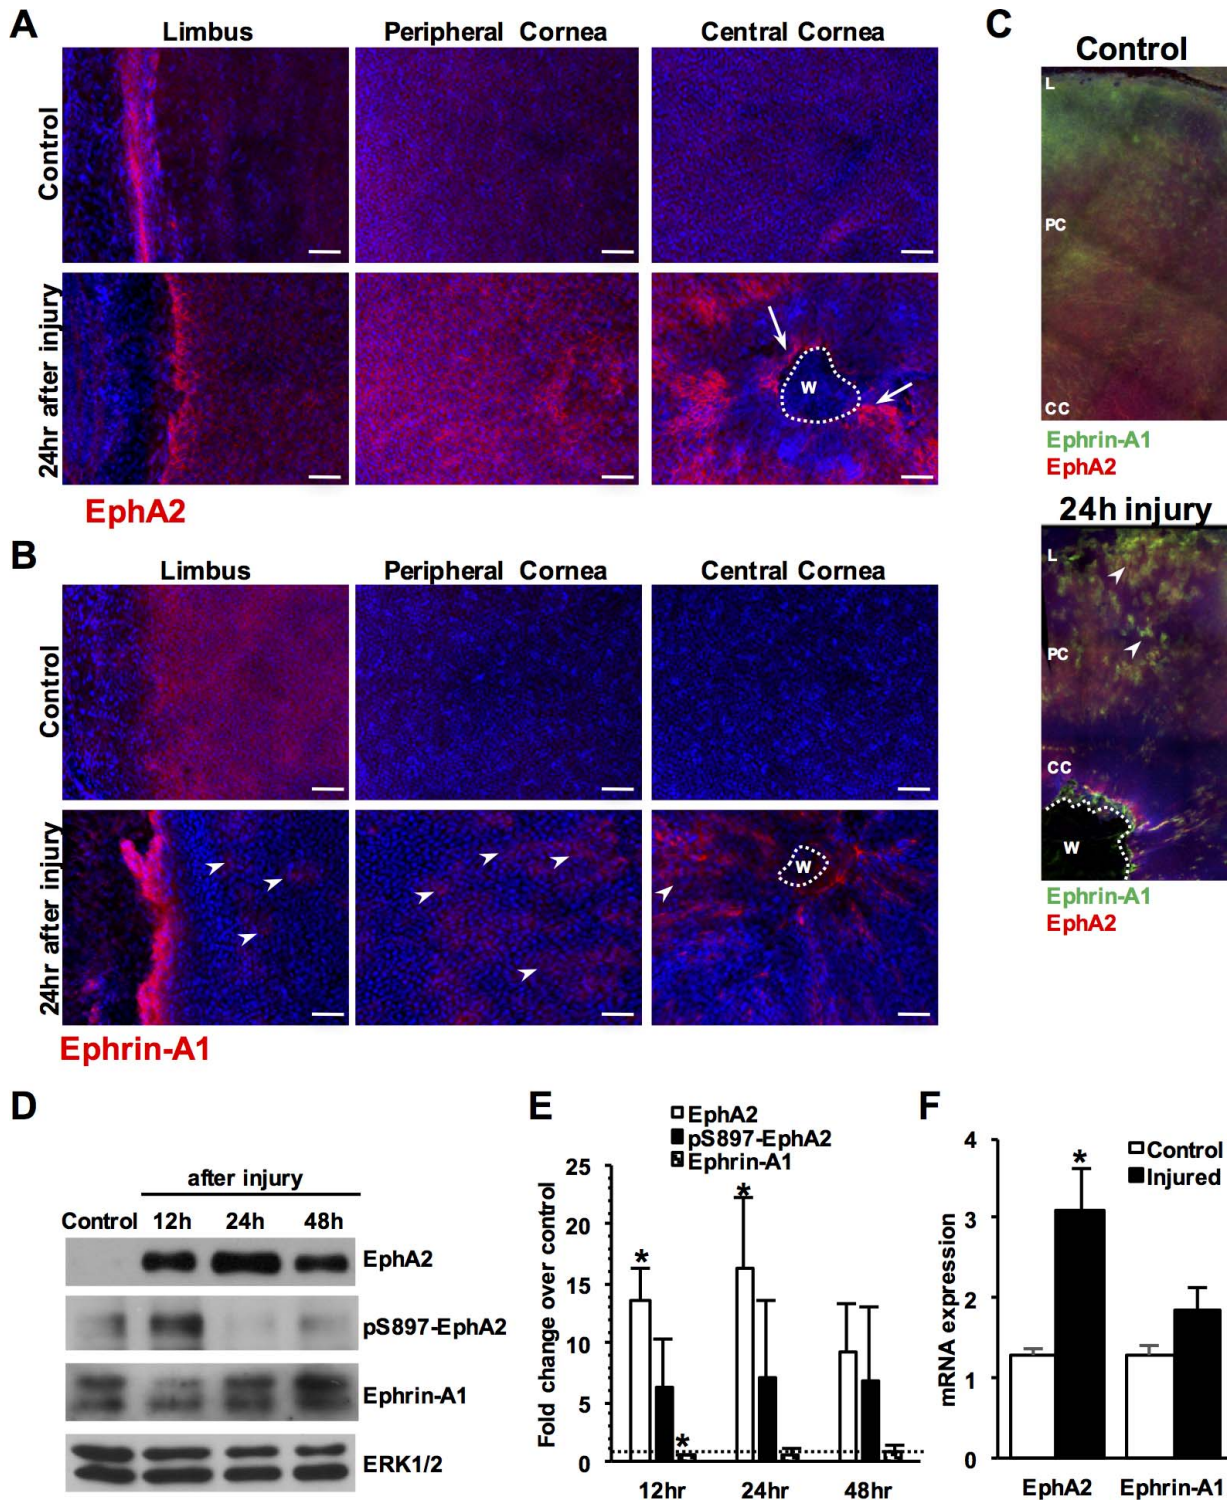 A
Limbus
Peripheral Cornea
Central Cornea
Control
24hr after injury
W
EphA2
B
Limbus
Peripheral Cornea
Central Cornea
Control
24hr after injury
W
Ephrin-A1
C
Control
L
PC
CC
Ephrin-A1
EphA2
24h injury
L
PC
CC
W
Ephrin-A1
EphA2
D
after injury
Control 12h 24h 48h
EphA2
pS897-EphA2
Ephrin-A1
ERK1/2
E
EphA2
pS897-EphA2
Ephrin-A1
Fold change over control
25
20
15
10
5
0
*
*
*
12hr 24hr 48hr
F
Control
Injured
mRNA expression
4
3
2
1
0
*
EphA2 Ephrin-A1